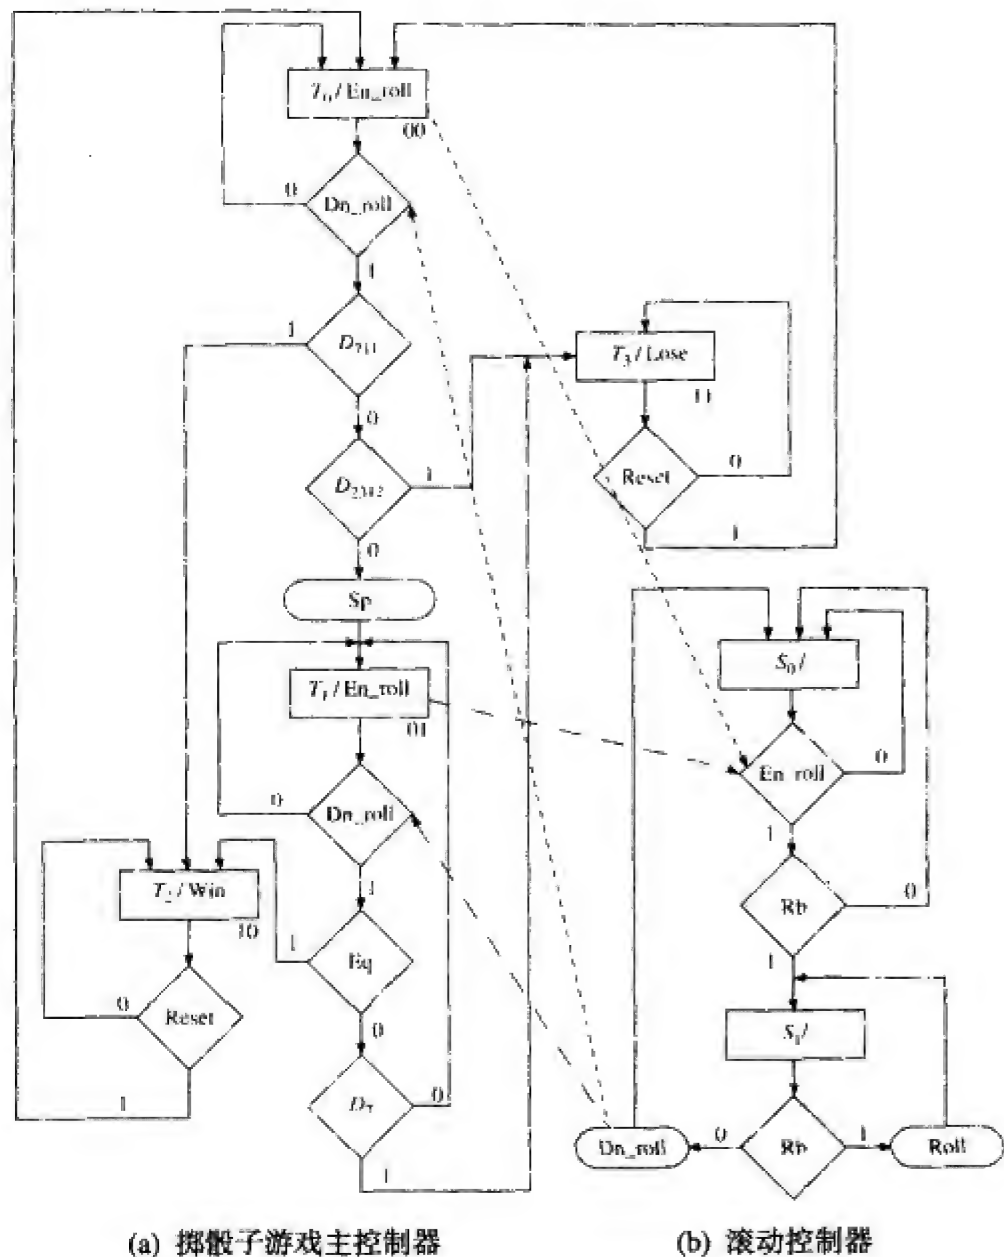 T₀ / En_roll
00
0
Dn_roll
1
1
D₇₁₁
0
D₂₃₁₂
1
0
Sp
T₁ / En_roll
01
0
Dn_roll
1
T₂ / Win
10
1
Eq
0
Reset
0
1
D₇
0
1
T₃ / Lose
11
Reset
0
1
S₀ /
En_roll
0
1
Rb
0
1
S₁ /
Dn_roll
0
Rb
1
Roll
(a) 掷骰子游戏主控制器
(b) 滚动控制器